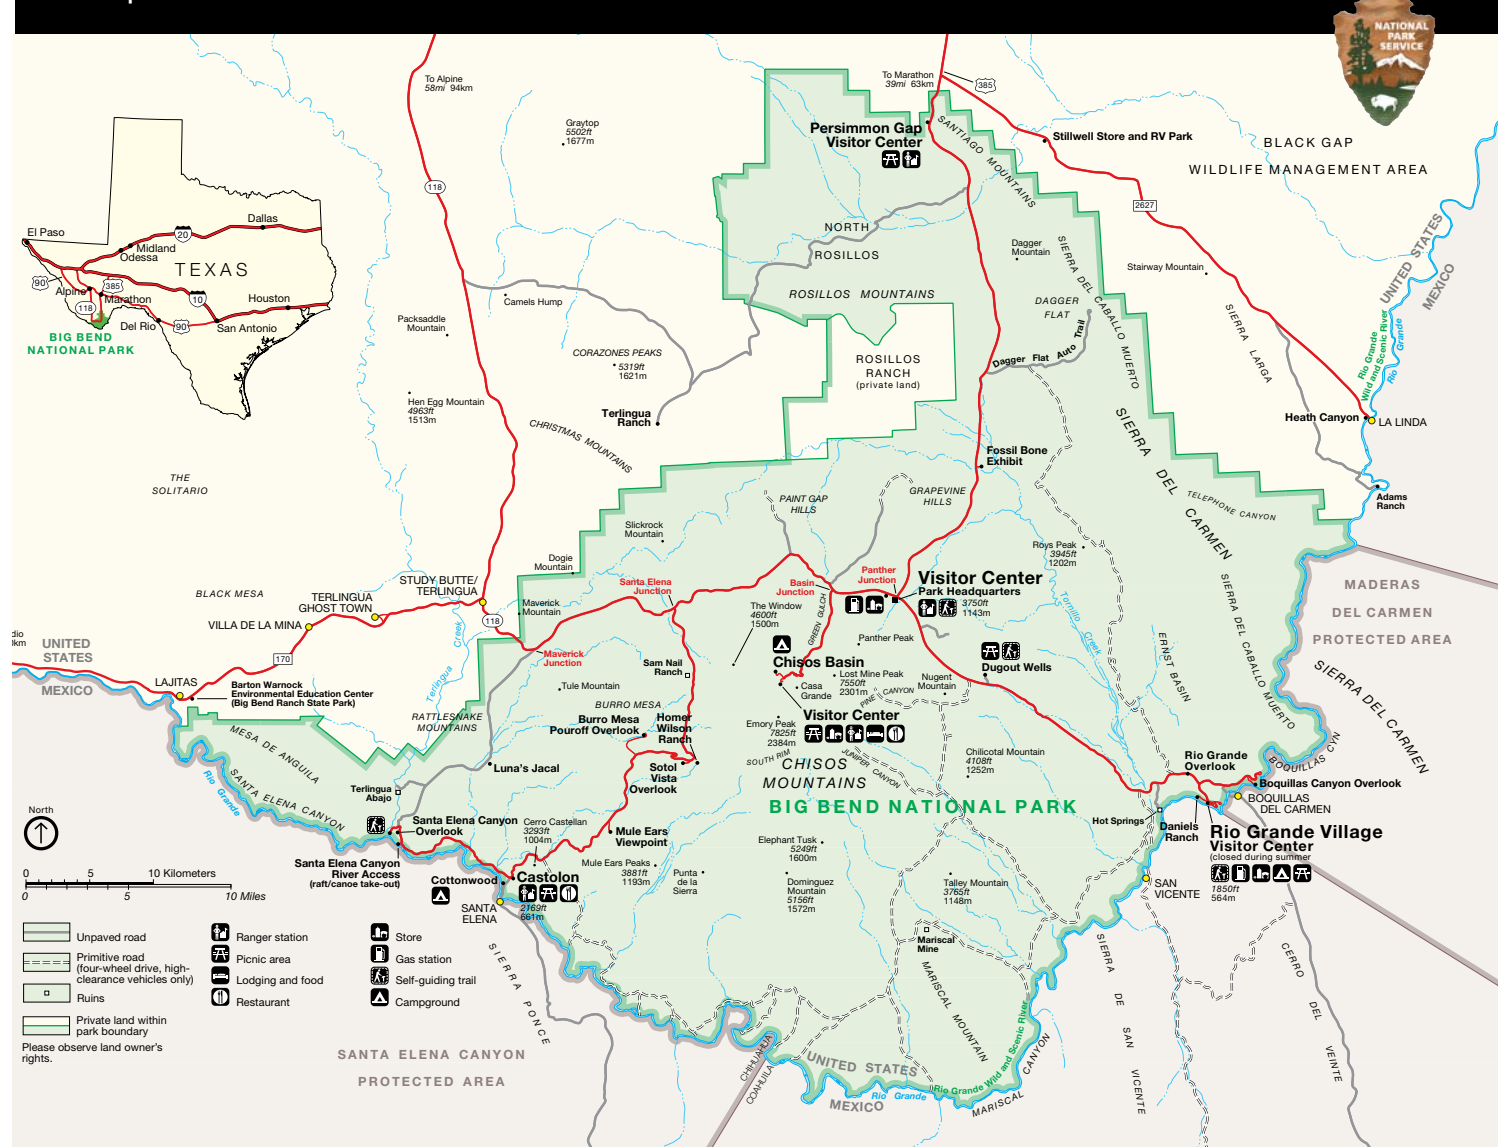 NATIONAL
PARK
SERVICE
To Alpine
58mi 94km
To Marathon
39mi 63km
385
Graytop
5502ft
1677m
Persimmon Gap
Visitor Center
SANTIAGO MOUNTAINS
Stillwell Store and RV Park
BLACK GAP
WILDLIFE MANAGEMENT AREA
118
2627
El Paso
Dallas
20
Midland
Odessa
TEXAS
90
385
Alpine
Marathon
10
Houston
118
Del Rio
90
San Antonio
BIG BEND
NATIONAL PARK
NORTH
ROSILLOS
ROSILLOS MOUNTAINS
Dagger
Mountain
SIERRA DEL CABALLO MUERTO
Stairway Mountain
UNITED STATES
MEXICO
Camels Hump
Packsaddle
Mountain
DAGGER
FLAT
SIERRA LARGA
Rio Grande
Wild and Scenic River
Rio Grande
CORAZONES PEAKS
5319ft
1621m
ROSILLOS
RANCH
(private land)
Dagger Flat Auto Trail
Hen Egg Mountain
4963ft
1513m
Terlingua
Ranch
CHRISTMAS MOUNTAINS
SIERRA DEL CARMEN
Heath Canyon
LA LINDA
Fossil Bone
Exhibit
THE
SOLITARIO
PAINT GAP
HILLS
GRAPEVINE
HILLS
TELEPHONE CANYON
Adams
Ranch
Slickrock
Mountain
Roys Peak
3945ft
1202m
Dogie
Mountain
STUDY BUTTE/
TERLINGUA
Santa Elena
Junction
Basin
Junction
Panther
Junction
Visitor Center
Park Headquarters
3750ft
1143m
MADERAS
DEL CARMEN
PROTECTED AREA
BLACK MESA
TERLINGUA
GHOST TOWN
VILLA DE LA MINA
Maverick
Mountain
118
The Window
4600ft
1500m
GREEN GULCH
Tornillo Creek
SIERRA DEL CABALLO MUERTO
UNITED
STATES
MEXICO
170
Terlingua Creek
Maverick
Junction
Sam Nail
Ranch
Panther Peak
Chisos Basin
Dugout Wells
ERNST BASIN
SIERRA DEL CARMEN
LAJITAS
Barton Warnock
Environmental Education Center
(Big Bend Ranch State Park)
Tule Mountain
Casa
Grande
Lost Mine Peak
7550ft
2301m
Nugent
Mountain
PINE CANYON
RATTLESNAKE
MOUNTAINS
BURRO MESA
Burro Mesa
Pouroff Overlook
Homer
Wilson
Ranch
Visitor Center
Emory Peak
7825ft
2384m
MESA DE ANGUILA
SANTA ELENA CANYON
Rio Grande
Luna's Jacal
Sotol
Vista
Overlook
SOUTH RIM
JUNIPER CANYON
CHISOS
MOUNTAINS
Chilicotal Mountain
4108ft
1252m
Rio Grande
Overlook
BOQUILLAS CYN
Boquillas Canyon Overlook
BOQUILLAS
DEL CARMEN
BIG BEND NATIONAL PARK
Terlingua
Abajo
North
Santa Elena Canyon
Overlook
Cerro Castellan
3293ft
1004m
Mule Ears
Viewpoint
Hot Springs
Daniels
Ranch
Rio Grande Village
Visitor Center
(closed during summer
1850ft
564m
Elephant Tusk
5249ft
1600m
Santa Elena Canyon
River Access
(raft/canoe take-out)
Mule Ears Peaks
3881ft
1193m
Punta
de la
Sierra
Dominguez
Mountain
5156ft
1572m
Talley Mountain
3765ft
1148m
SAN
VICENTE
Cottonwood
Castolon
2169ft
661m
SANTA
ELENA
0 5 10 Kilometers
0 5 10 Miles
Unpaved road
Primitive road
(four-wheel drive, high-
clearance vehicles only)
Ruins
Private land within
park boundary
Please observe land owner's
rights.
Ranger station
Picnic area
Lodging and food
Restaurant
Store
Gas station
Self-guiding trail
Campground
Mariscal
Mine
MARISCAL MOUNTAIN
SIERRA PONCE
SIERRA DE SAN VICENTE
CERRO DEL VEINTE
SANTA ELENA CANYON
PROTECTED AREA
CHIHUAHUA
COAHUILA
UNITED STATES
MEXICO
Rio Grande
Rio Grande Wild and Scenic River
MARISCAL CANYON